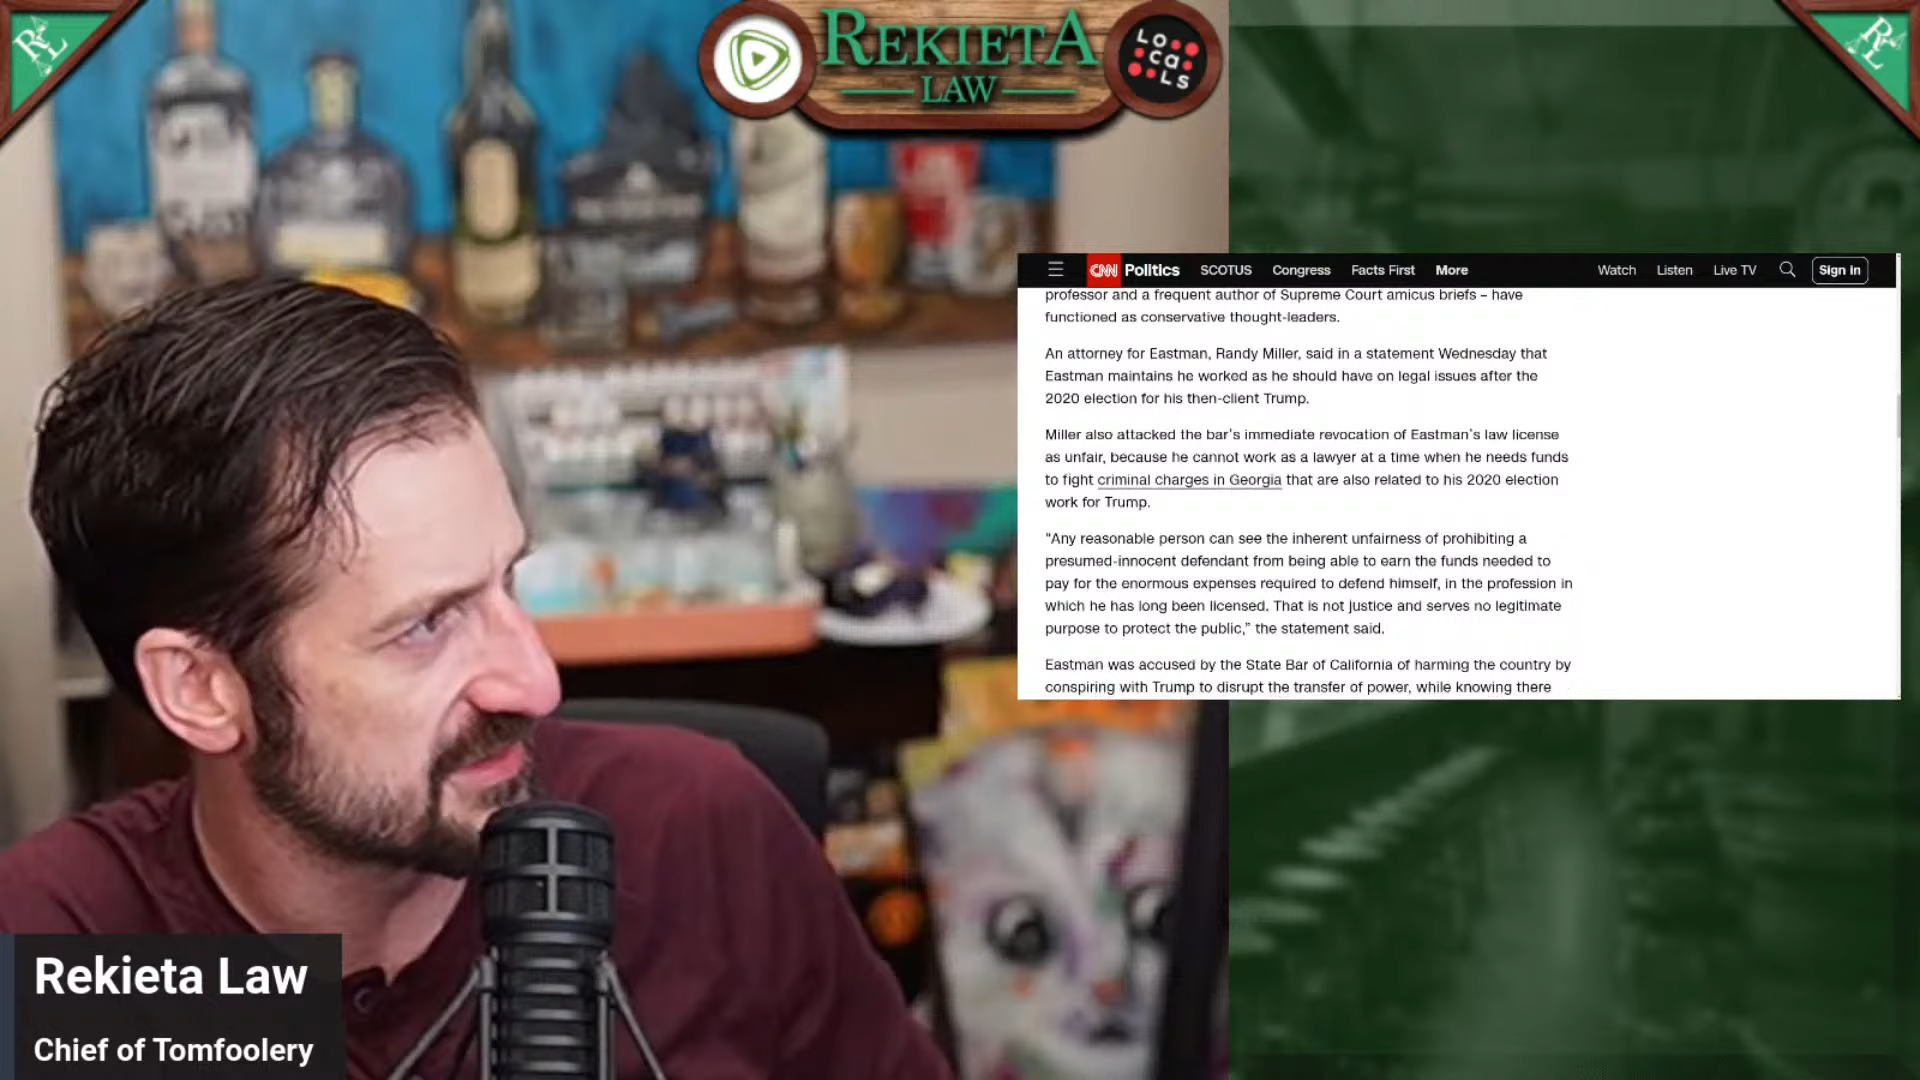 RL
REKIETA
LAW
LO
ca
LS
RL
CNN Politics SCOTUS Congress Facts First More Watch Listen Live TV Sign in
professor and a frequent author of Supreme Court amicus briefs – have
functioned as conservative thought-leaders.
An attorney for Eastman, Randy Miller, said in a statement Wednesday that
Eastman maintains he worked as he should have on legal issues after the
2020 election for his then-client Trump.
Miller also attacked the bar's immediate revocation of Eastman's law license
as unfair, because he cannot work as a lawyer at a time when he needs funds
to fight criminal charges in Georgia that are also related to his 2020 election
work for Trump.
"Any reasonable person can see the inherent unfairness of prohibiting a
presumed-innocent defendant from being able to earn the funds needed to
pay for the enormous expenses required to defend himself, in the profession in
which he has long been licensed. That is not justice and serves no legitimate
purpose to protect the public,” the statement said.
Eastman was accused by the State Bar of California of harming the country by
conspiring with Trump to disrupt the transfer of power, while knowing there
Rekieta Law
Chief of Tomfoolery